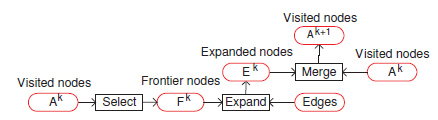 Visited nodes
A^k+1
Expanded nodes
Visited nodes
E^k
Merge
A^k
Visited nodes
Frontier nodes
A^k
Select
F^k
Expand
Edges